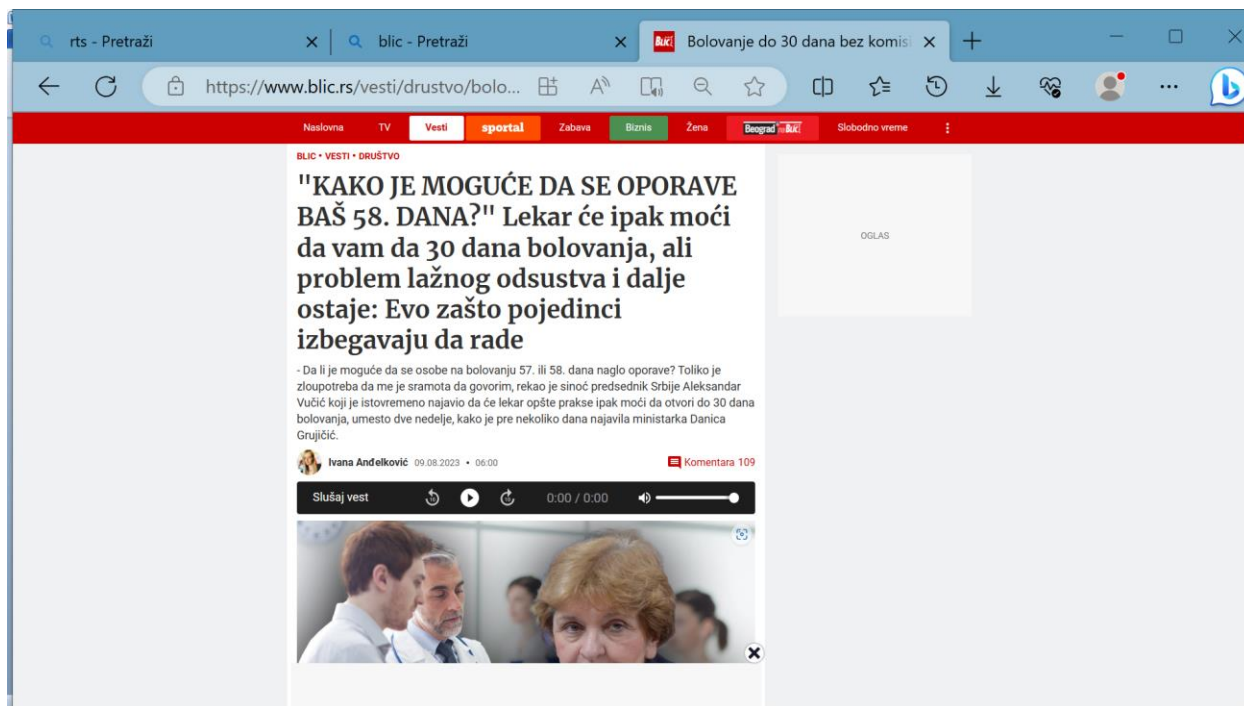 rts - Pretraži
blic - Pretraži
Blic Bolovanje do 30 dana bez komisi
https://www.blic.rs/vesti/drustvo/bolo...
Naslovna TV Vesti sportal Zabava Biznis Žena Beograd Blic Slobodno vreme
BLIC • VESTI • DRUŠTVO
"KAKO JE MOGUĆE DA SE OPORAVE
BAŠ 58. DANA?" Lekar će ipak moći
da vam da 30 dana bolovanja, ali
problem lažnog odsustva i dalje
ostaje: Evo zašto pojedinci
izbegavaju da rade
- Da li je moguće da se osobe na bolovanju 57. ili 58. dana naglo oporave? Toliko je
zloupotreba da me je sramota da govorim, rekao je sinoć predsednik Srbije Aleksandar
Vučić koji je istovremeno najavio da će lekar opšte prakse ipak moći da otvori do 30 dana
bolovanja, umesto dve nedelje, kako je pre nekoliko dana najavila ministarka Danica
Grujičić.
Ivana Anđelković 09.08.2023 • 06:00 Komentara 109
Slušaj vest 0:00 / 0:00
OGLAS